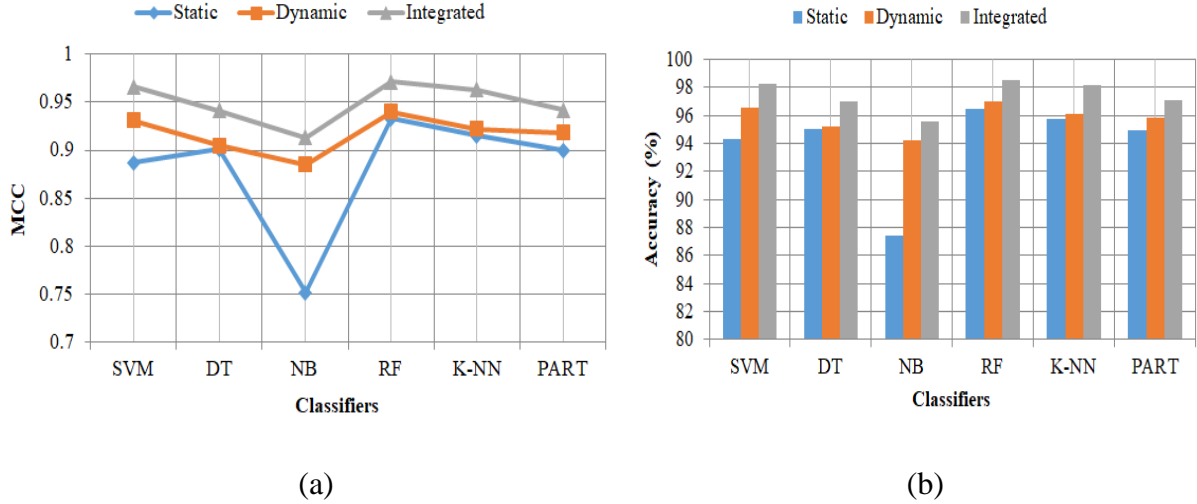 Static Dynamic Integrated
1
0.95
0.9
0.85
0.8
0.75
0.7
MCC
SVM DT NB RF K-NN PART
Classifiers
(a)
Static Dynamic Integrated
100
98
96
94
92
90
88
86
84
82
80
Accuracy (%)
SVM DT NB RF K-NN PART
Classifiers
(b)